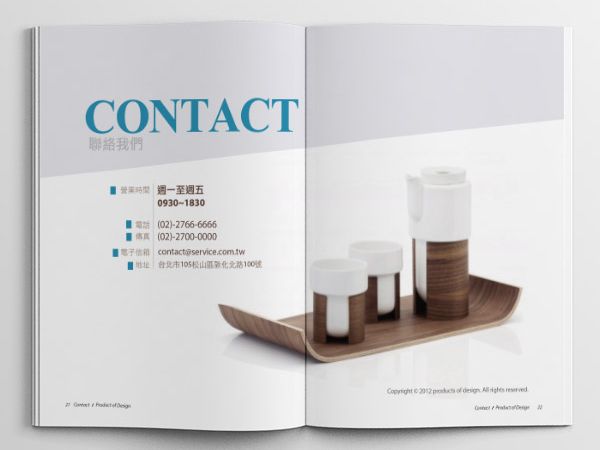 CONTACT
聯絡我們
營業時間 週一至週五
0930~1830
電話 (02)-2766-6666
傳真 (02)-2700-0000
電子信箱 contact@service.com.tw
地址 台北市105松山區敦化北路100號
Copyright © 2012 products of design. All rights reserved.
21 Contact / Product of Design
Contact / Product of Design 22